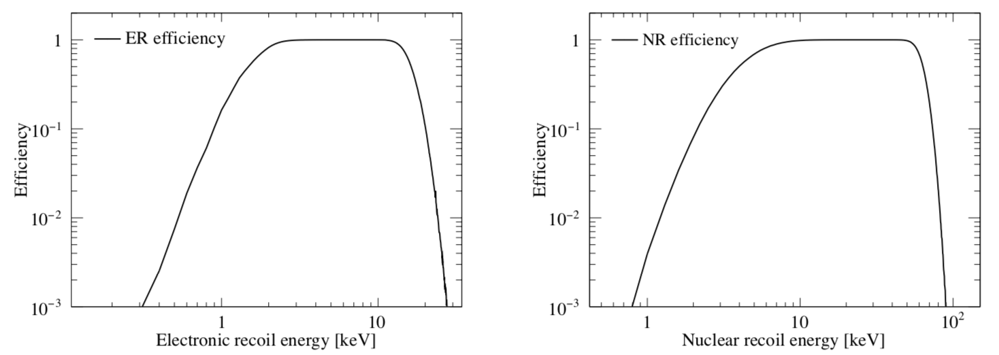 ER efficiency
1
10⁻¹
10⁻²
10⁻³
Efficiency
1 10
Electronic recoil energy [keV]
NR efficiency
1
10⁻¹
10⁻²
10⁻³
Efficiency
1 10 10²
Nuclear recoil energy [keV]